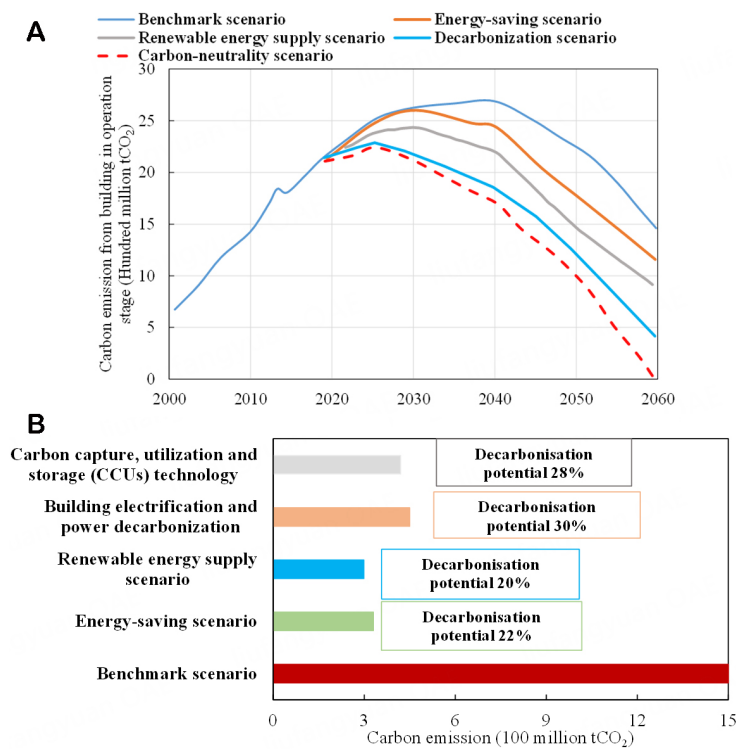 A
Benchmark scenario
Energy-saving scenario
Renewable energy supply scenario
Decarbonization scenario
Carbon-neutrality scenario
Carbon emission from building in operation
stage (Hundred million tCO₂)
30
25
20
15
10
5
0
2000 2010 2020 2030 2040 2050 2060
B
Carbon capture, utilization and
storage (CCUs) technology
Decarbonisation
potential 28%
Building electrification and
power decarbonization
Decarbonisation
potential 30%
Renewable energy supply
scenario
Decarbonisation
potential 20%
Energy-saving scenario
Decarbonisation
potential 22%
Benchmark scenario
0 3 6 9 12 15
Carbon emission (100 million tCO₂)